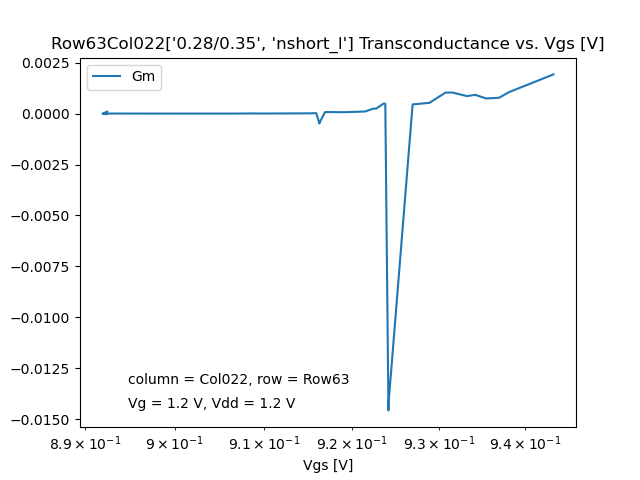 Row63Col022['0.28/0.35', 'nshort_l'] Transconductance vs. Vgs [V]
Gm
0.0025
0.0000
−0.0025
−0.0050
−0.0075
−0.0100
−0.0125
−0.0150
column = Col022, row = Row63
Vg = 1.2 V, Vdd = 1.2 V
8.9 × 10⁻¹ 9 × 10⁻¹ 9.1 × 10⁻¹ 9.2 × 10⁻¹ 9.3 × 10⁻¹ 9.4 × 10⁻¹
Vgs [V]